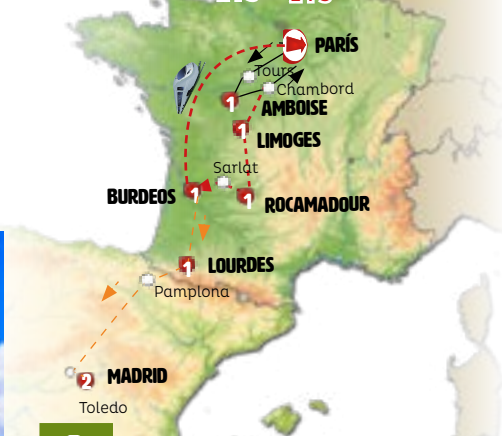 PARÍS
Tours
Chambord
1
AMBOISE
1
LIMOGES
Sarlat
BURDEOS
1
1
ROCAMADOUR
1
LOURDES
Pamplona
2
MADRID
Toledo